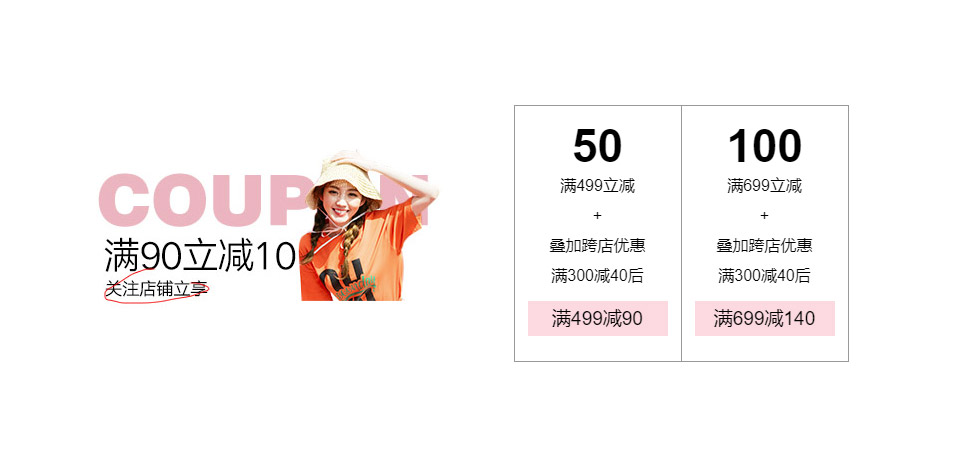 COUPON
满90立减10
关注店铺立享
50
满499立减
+
叠加跨店优惠
满300减40后
满499减90
100
满699立减
+
叠加跨店优惠
满300减40后
满699减140